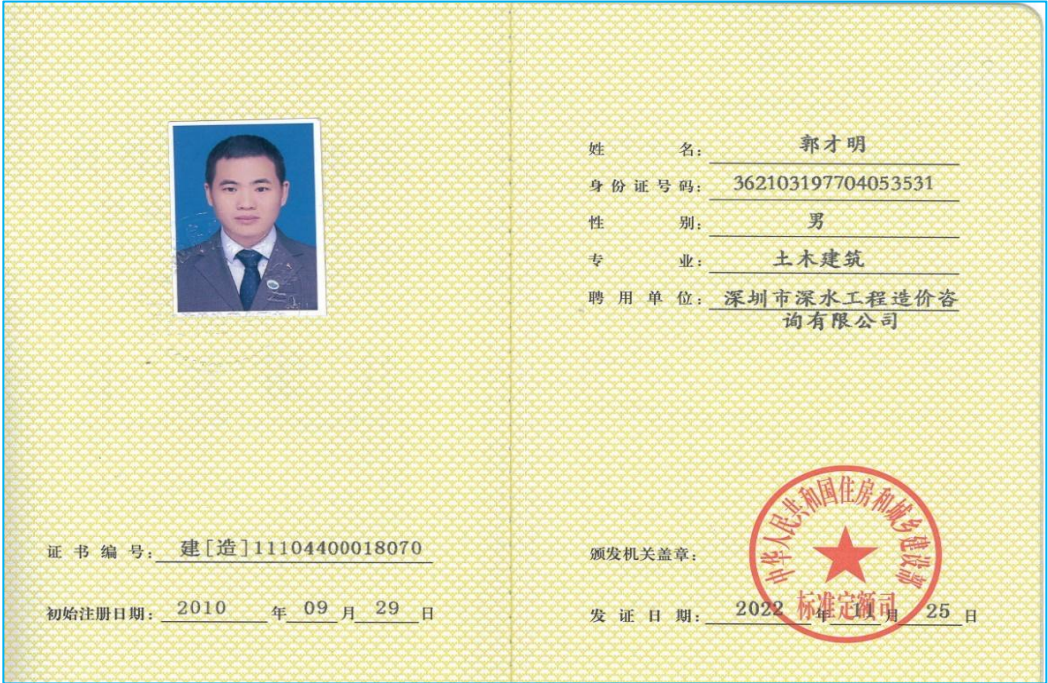 证书编号：建[造]11104400018070
初始注册日期：2010年09月29日
姓名：郭才明
身份证号码：362103197704053531
性别：男
专业：土木建筑
聘用单位：深圳市深水工程造价咨
询有限公司
颁发机关盖章：
中华人民共和国住房和城乡建设部
标准定额司
发证日期：2022年11月25日